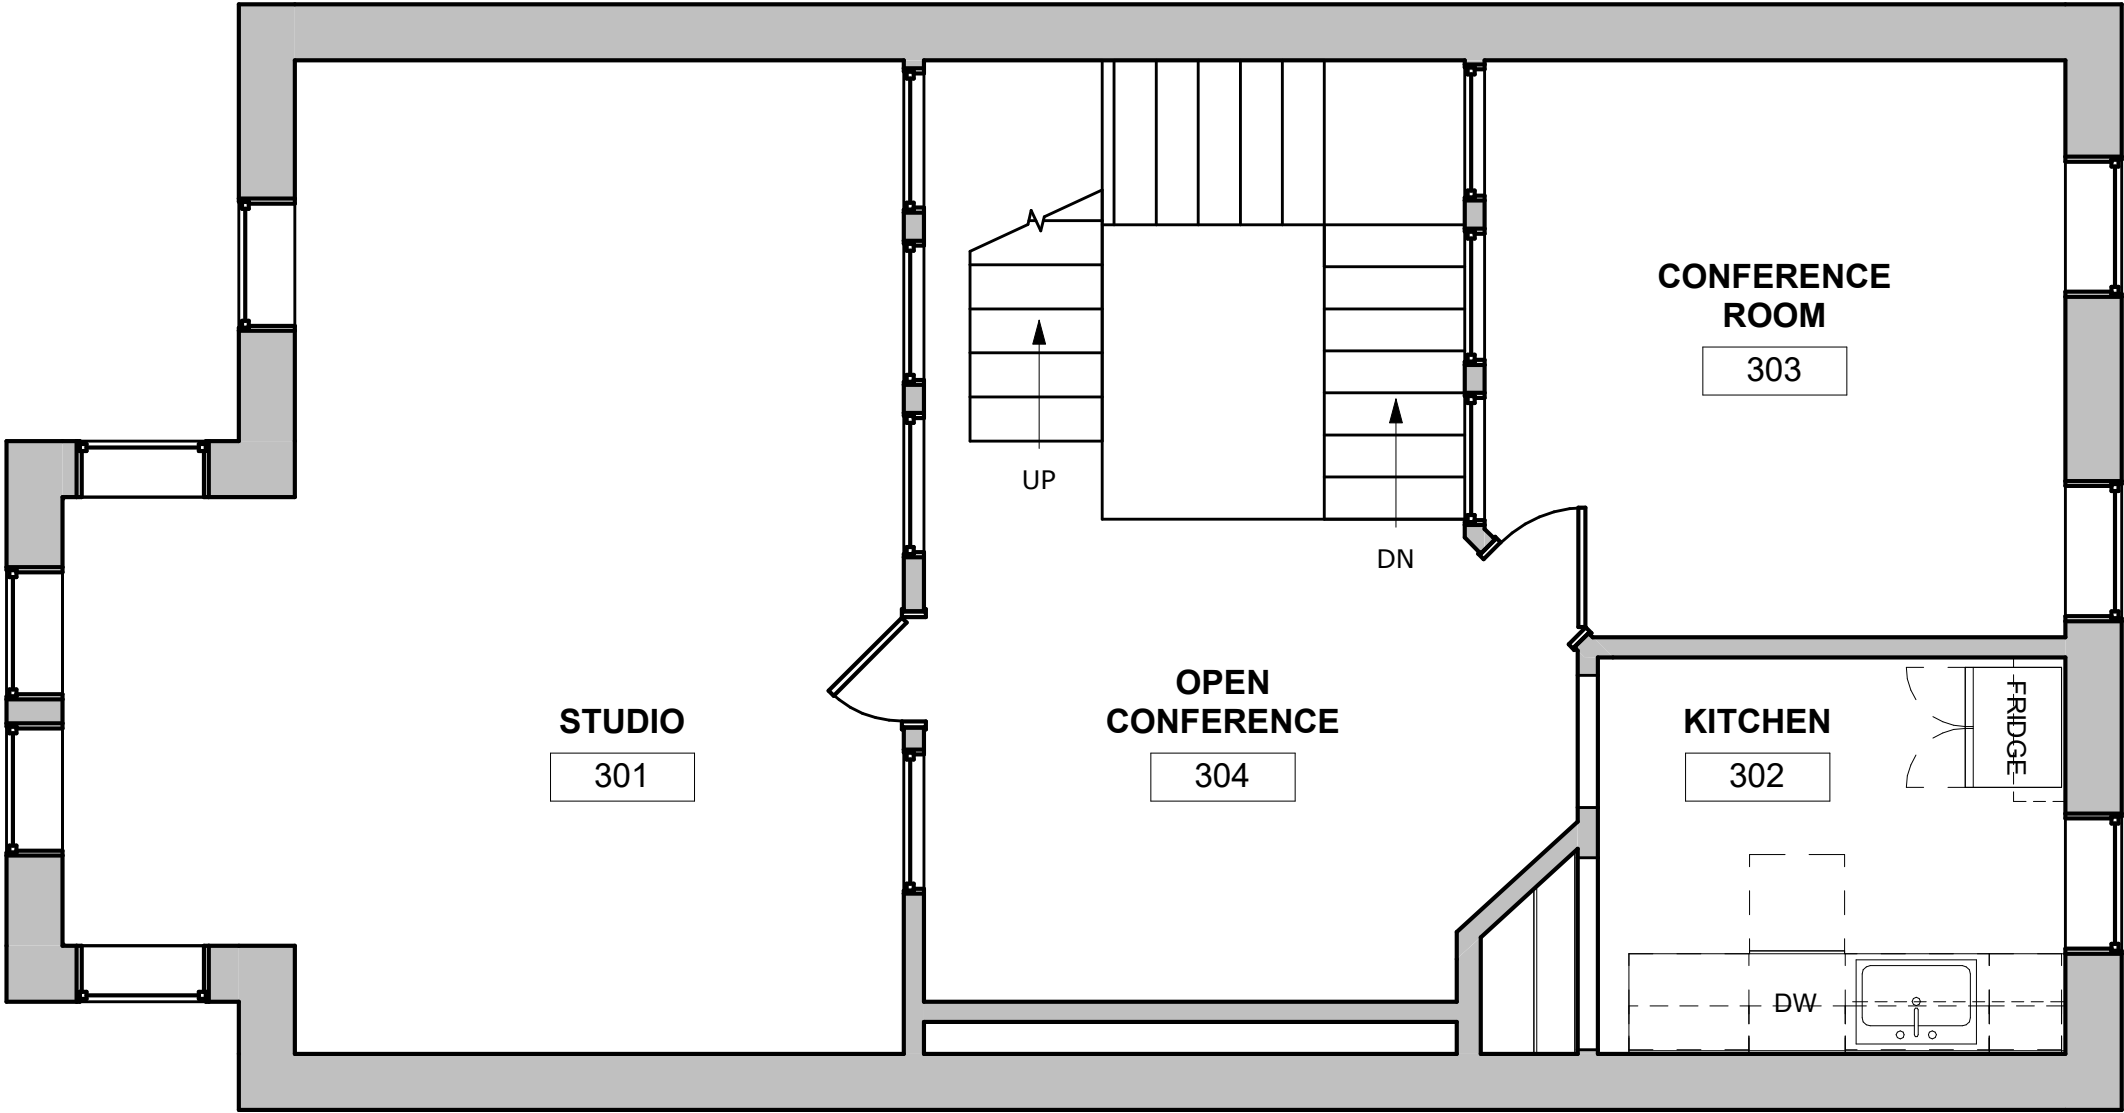 CONFERENCE
ROOM
303
UP
DN
STUDIO
301
OPEN
CONFERENCE
304
KITCHEN
302
FRIDGE
DW